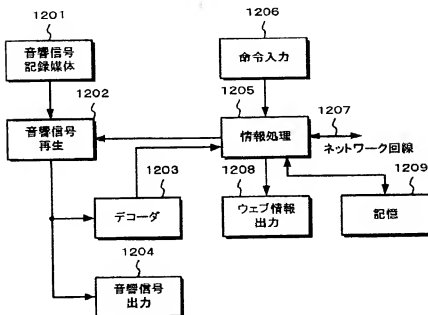 1201
音響信号
記録媒体
1202
音響信号
再生
1203
デコーダ
1204
音響信号
出力
1206
命令入力
1205
情報処理
1207
ネットワーク回線
1208
ウェブ情報
出力
1209
記憶